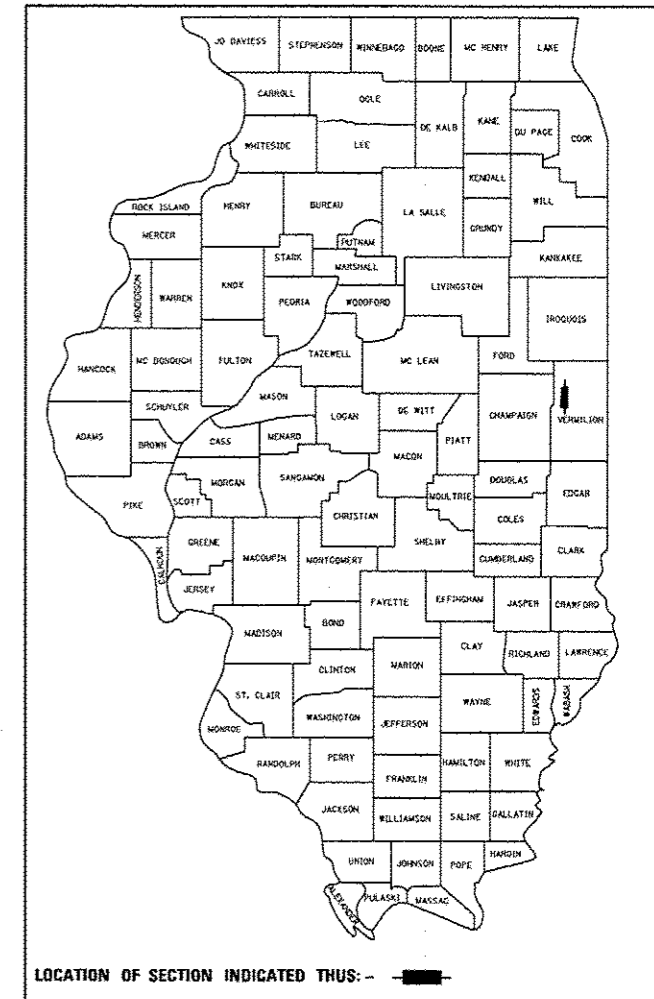 JO DAVIESS STEPHENSON WINNEBAGO BOONE MC HENRY LAKE
CARROLL OGLE DE KALB KANE DU PAGE COOK
WHITESIDE LEE KENDALL WILL
ROCK ISLAND HENRY BUREAU LA SALLE GRUNDY
MERCER PUTNAM KANKAKEE
STARK MARSHALL
HENDERSON WARREN KNOX PEORIA WOODFORD LIVINGSTON IROQUOIS
HANCOCK MC DONOUGH FULTON TAZEWELL MC LEAN FORD
SCHUYLER MASON LOGAN DE WITT CHAMPAIGN VERMILION
ADAMS BROWN CASS MENARD MACON PIATT
PIKE SCOTT MORGAN SANGAMON MOULTRIE DOUGLAS EDGAR
CHRISTIAN COLES
CALHOUN GREENE MACOUPIN MONTGOMERY SHELBY CUMBERLAND CLARK
JERSEY FAYETTE EFFINGHAM JASPER CRAWFORD
MADISON BOND CLAY RICHLAND LAWRENCE
CLINTON MARION
ST. CLAIR WASHINGTON JEFFERSON WAYNE EDWARDS WABASH
MONROE
RANDOLPH PERRY FRANKLIN HAMILTON WHITE
JACKSON WILLIAMSON SALINE GALLATIN
UNION JOHNSON POPE HARDIN
ALEXANDER PULASKI MASSAC
LOCATION OF SECTION INDICATED THUS: -